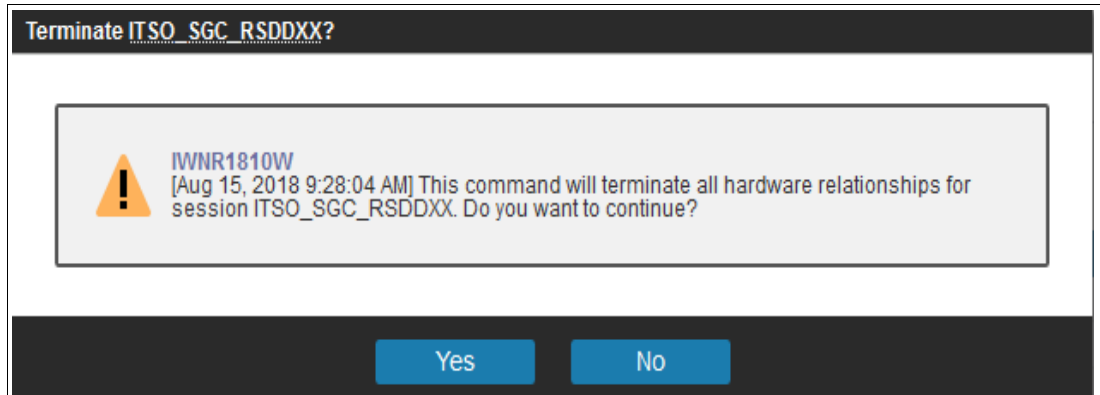 Terminate ITSO_SGC_RSDDXX?
IWNR1810W
[Aug 15, 2018 9:28:04 AM] This command will terminate all hardware relationships for
session ITSO_SGC_RSDDXX. Do you want to continue?
Yes No